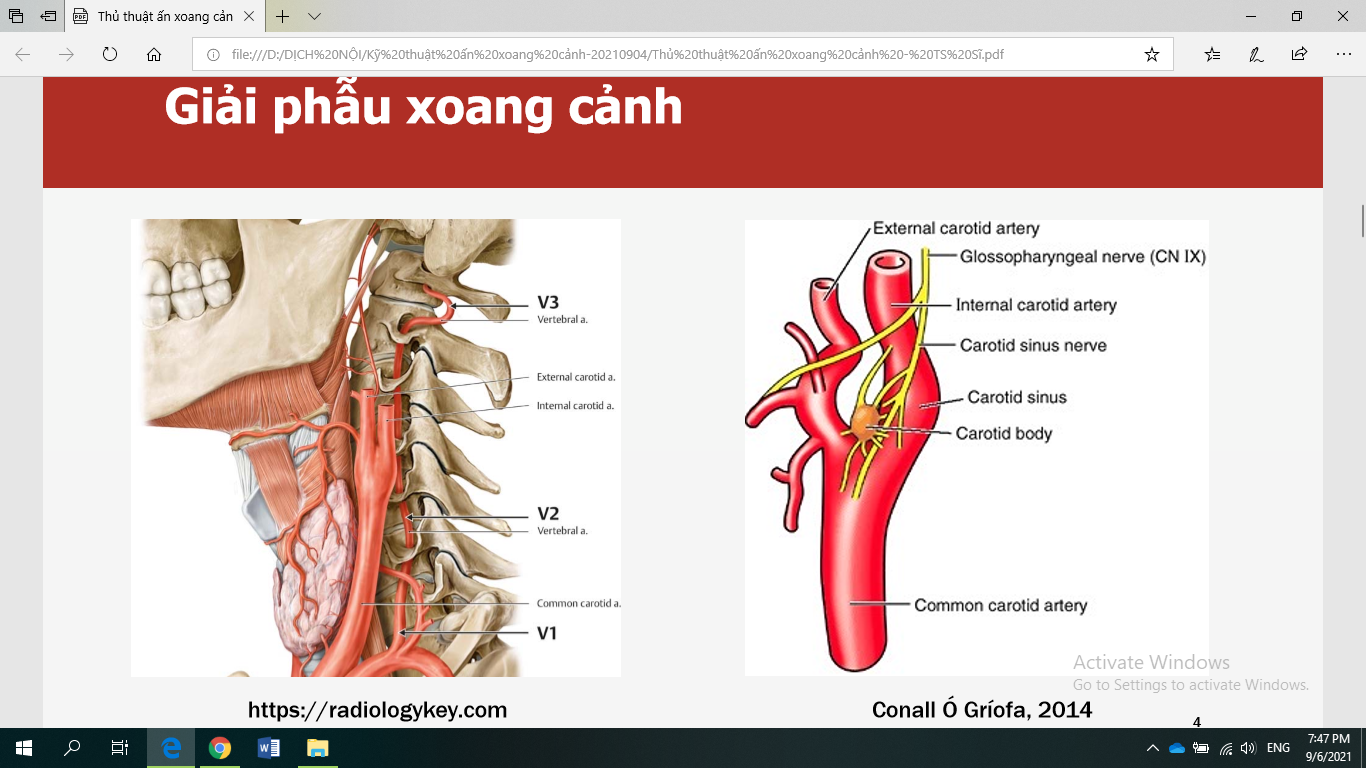 Thủ thuật ấn xoang cản
file:///D:/DỊCH%20NỘI/Kỹ%20thuật%20ấn%20xoang%20cảnh-20210904/Thủ%20thuật%20ấn%20xoang%20cảnh%20-%20TS%20Sĩ.pdf
Giải phẫu xoang cảnh
V3
Vertebral a.
External carotid a.
Internal carotid a.
V2
Vertebral a.
Common carotid a.
V1
https://radiologykey.com
External carotid artery
Glossopharyngeal nerve (CN IX)
Internal carotid artery
Carotid sinus nerve
Carotid sinus
Carotid body
Common carotid artery
Conall Ó Gríofa, 2014
Activate Windows
Go to Settings to activate Windows.
4
ENG
7:47 PM
9/6/2021